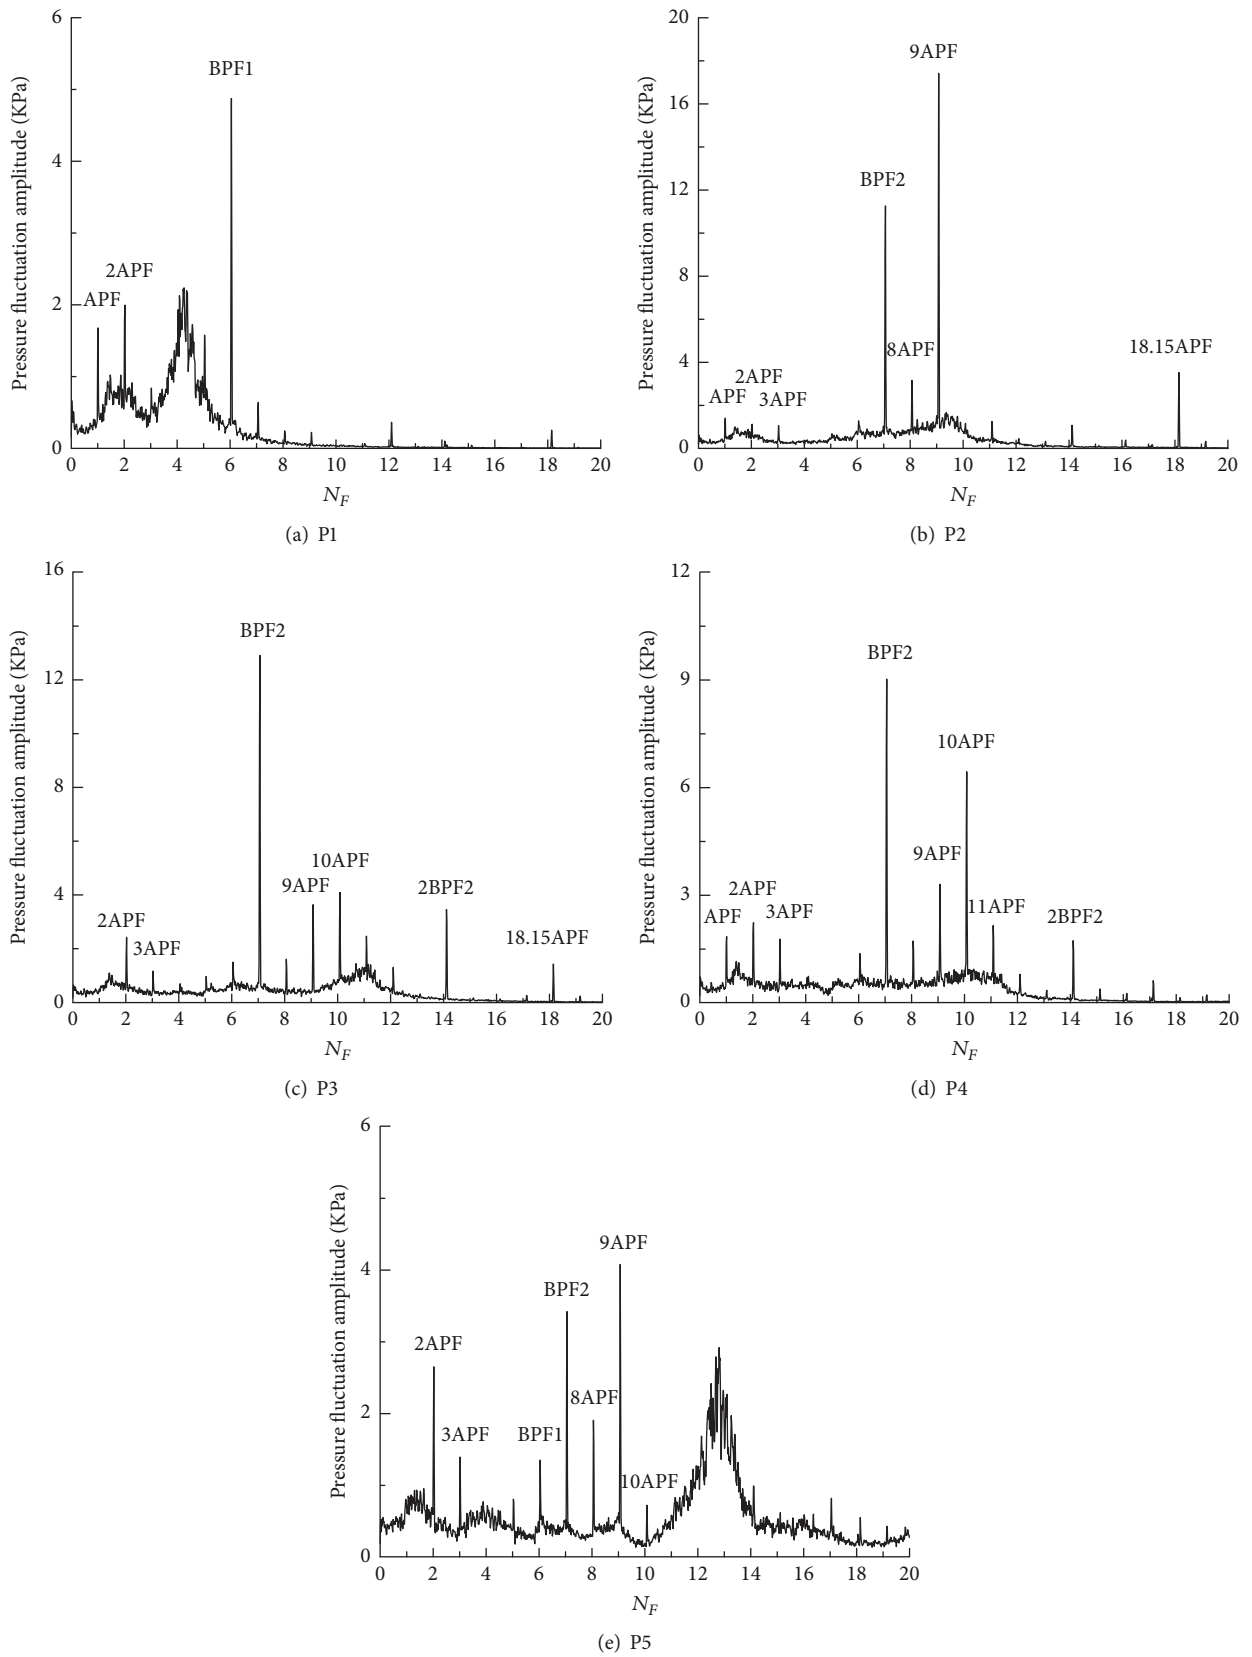 Pressure fluctuation amplitude (KPa)
6
4
2
0
BPF1
2APF
APF
0 2 4 6 8 10 12 14 16 18 20
N_F
(a) P1
Pressure fluctuation amplitude (KPa)
20
16
12
8
4
0
9APF
BPF2
8APF
18.15APF
2APF
APF
3APF
0 2 4 6 8 10 12 14 16 18 20
N_F
(b) P2
Pressure fluctuation amplitude (KPa)
16
12
8
4
0
BPF2
10APF
9APF
2BPF2
2APF
18.15APF
3APF
0 2 4 6 8 10 12 14 16 18 20
N_F
(c) P3
Pressure fluctuation amplitude (KPa)
12
9
6
3
0
BPF2
10APF
9APF
2APF
11APF
3APF
APF
2BPF2
0 2 4 6 8 10 12 14 16 18 20
N_F
(d) P4
Pressure fluctuation amplitude (KPa)
6
4
2
0
9APF
BPF2
2APF
8APF
3APF
BPF1
10APF
0 2 4 6 8 10 12 14 16 18 20
N_F
(e) P5